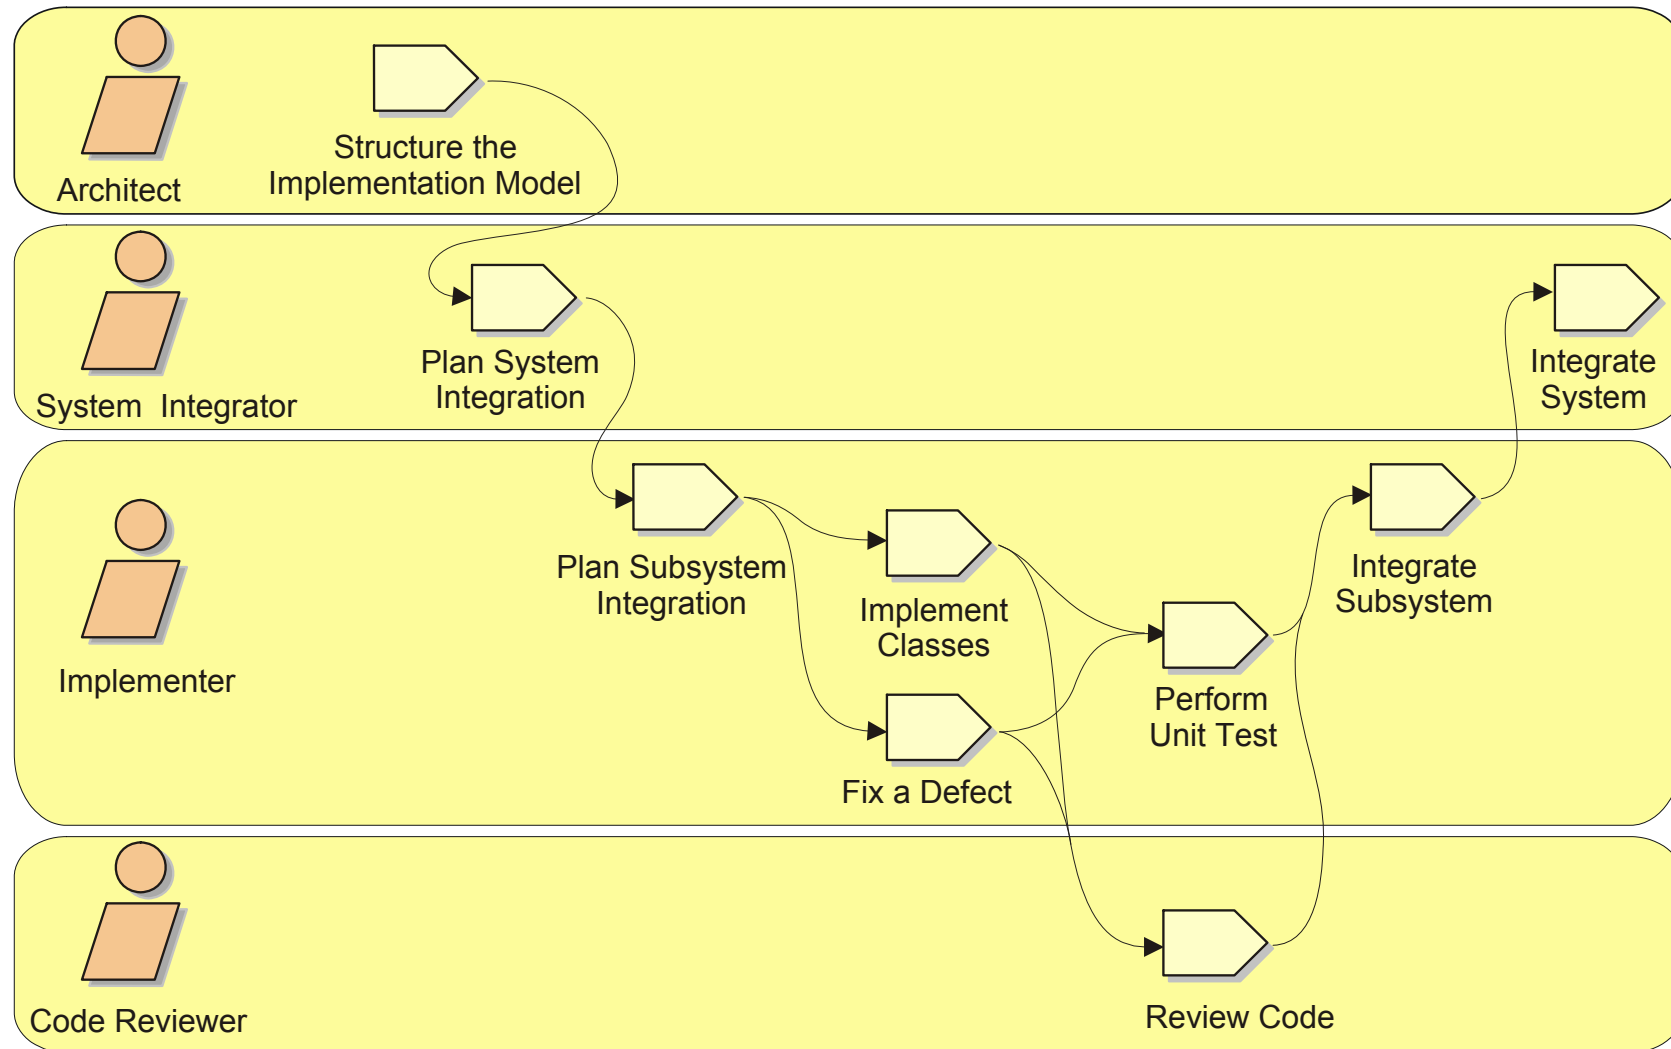 Structure the
Implementation Model
Architect
Plan System
Integration
Integrate
System
System Integrator
Plan Subsystem
Integration
Implement
Classes
Integrate
Subsystem
Implementer
Perform
Unit Test
Fix a Defect
Code Reviewer
Review Code